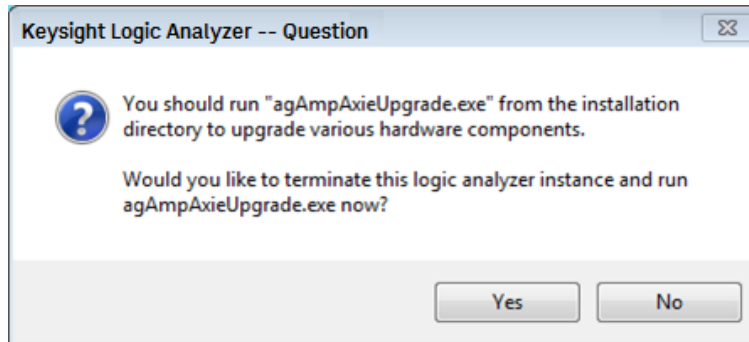 Keysight Logic Analyzer -- Question
You should run "agAmpAxieUpgrade.exe" from the installation
directory to upgrade various hardware components.
Would you like to terminate this logic analyzer instance and run
agAmpAxieUpgrade.exe now?
Yes
No